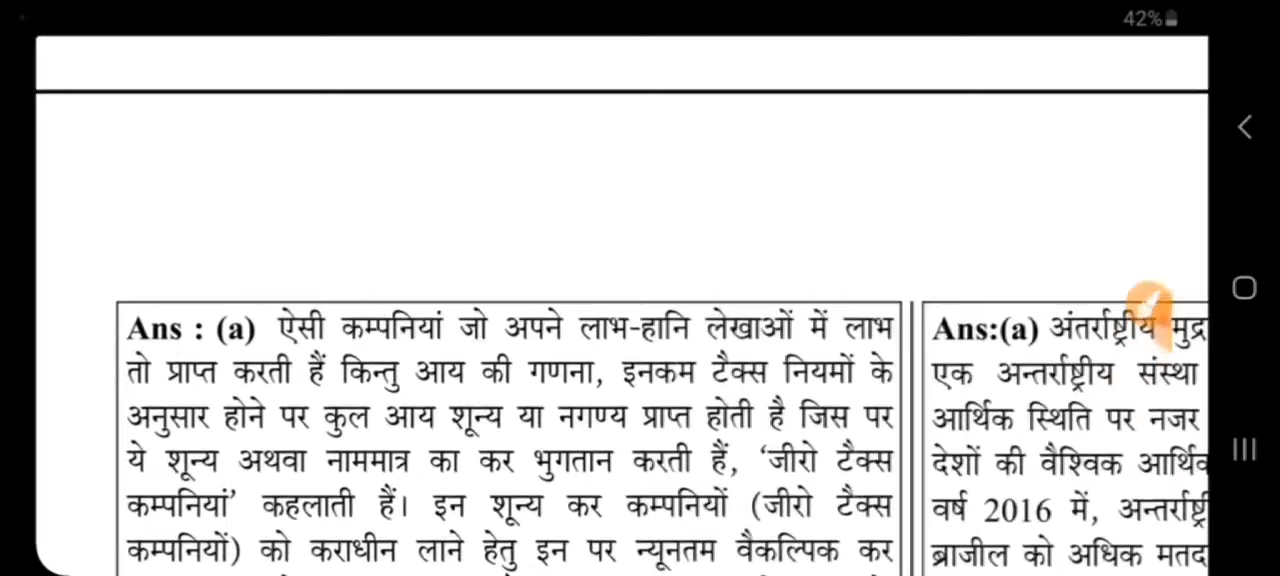 42%
Ans : (a) ऐसी कम्पनियां जो अपने लाभ-हानि लेखाओं में लाभ
तो प्राप्त करती हैं किन्तु आय की गणना, इनकम टैक्स नियमों के
अनुसार होने पर कुल आय शून्य या नगण्य प्राप्त होती है जिस पर
ये शून्य अथवा नाममात्र का कर भुगतान करती हैं, ‘जीरो टैक्स
कम्पनियां’ कहलाती हैं। इन शून्य कर कम्पनियों (जीरो टैक्स
कम्पनियों) को कराधीन लाने हेतु इन पर न्यूनतम वैकल्पिक कर
Ans:(a) अंतर्राष्ट्रीय
एक अन्तर्राष्ट्रीय संस्था
आर्थिक स्थिति पर नजर
देशों की वैश्विक
वर्ष 2016 में,
ब्राजील को अधिक